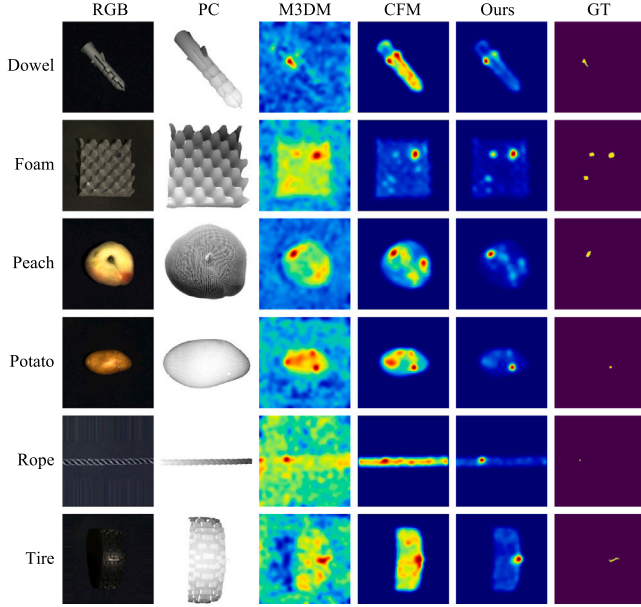 RGB PC M3DM CFM Ours GT
Dowel
Foam
Peach
Potato
Rope
Tire